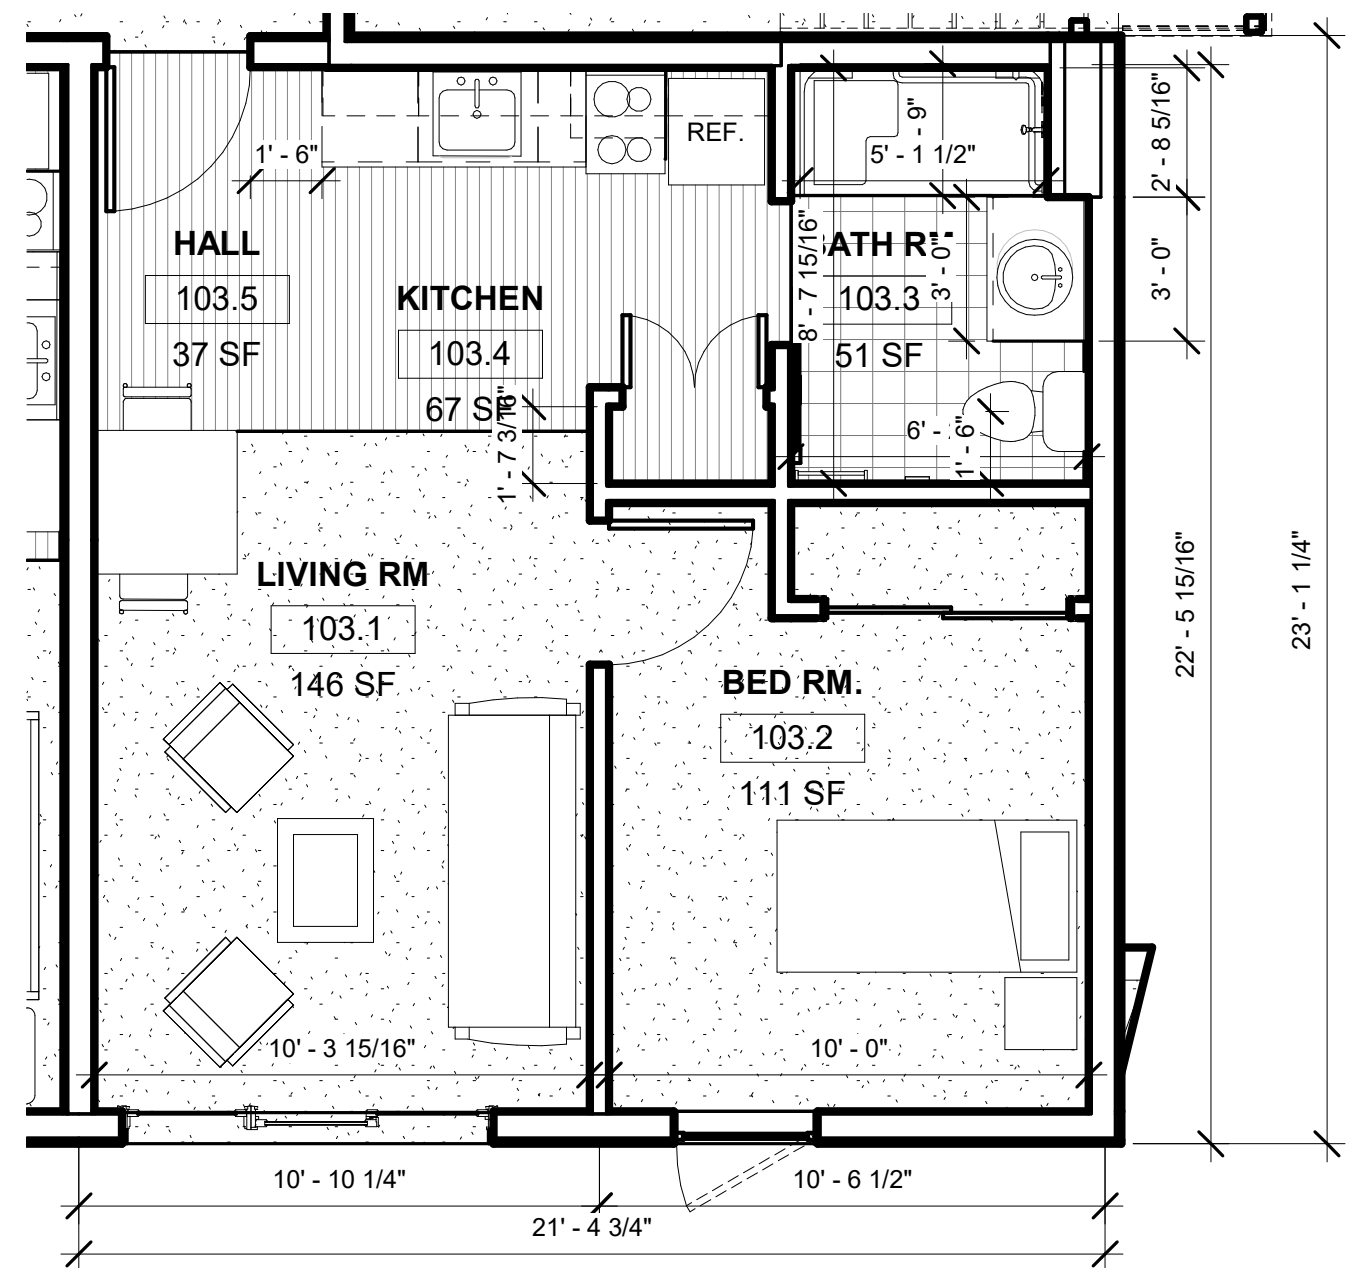 2' - 8 5/16"
REF.
9"
1' - 6"
5' - 1 1/2"
HALL
103.5
37 SF
KITCHEN
103.4
67 SF
8' - 7 15/16"
3' - 0"
103.3
51 SF
3' - 0"
1' - 7 3/16"
6' -
1' - 6"
LIVING RM
103.1
146 SF
22' - 5 15/16"
23' - 1 1/4"
BED RM.
103.2
111 SF
10' - 3 15/16"
10' - 0"
10' - 10 1/4"
10' - 6 1/2"
21' - 4 3/4"